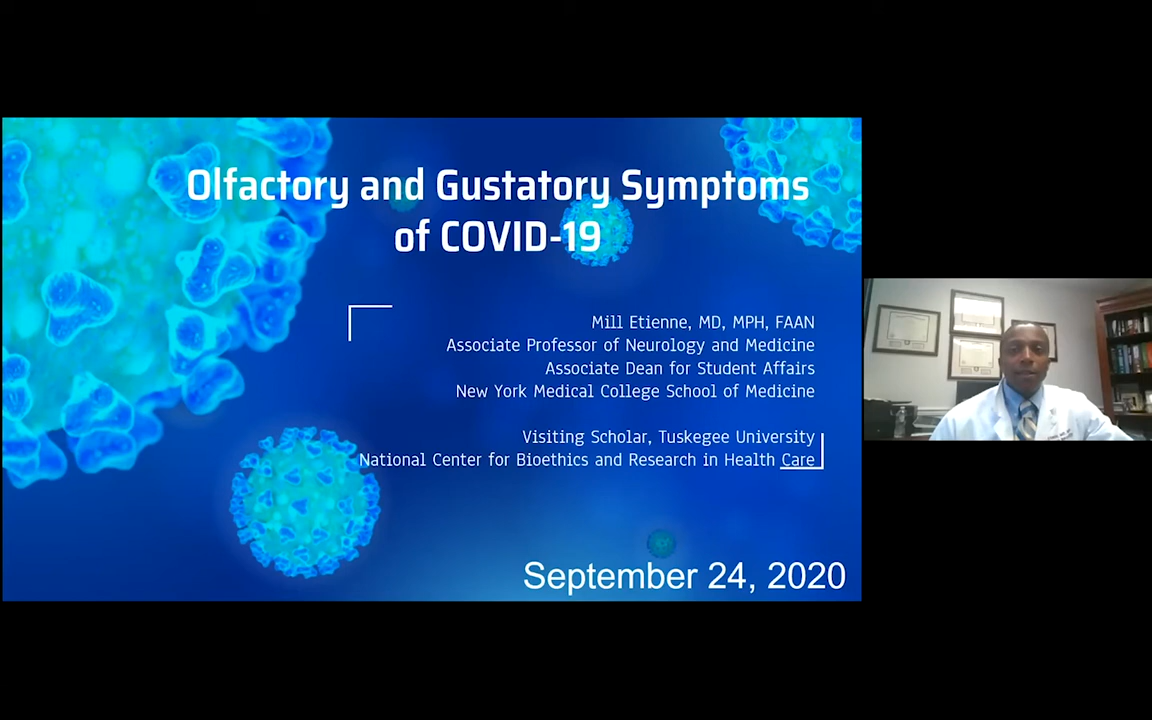 Olfactory and Gustatory Symptoms
of COVID-19
Mill Etienne, MD, MPH, FAAN
Associate Professor of Neurology and Medicine
Associate Dean for Student Affairs
New York Medical College School of Medicine
Visiting Scholar, Tuskegee University
National Center for Bioethics and Research in Health Care
September 24, 2020